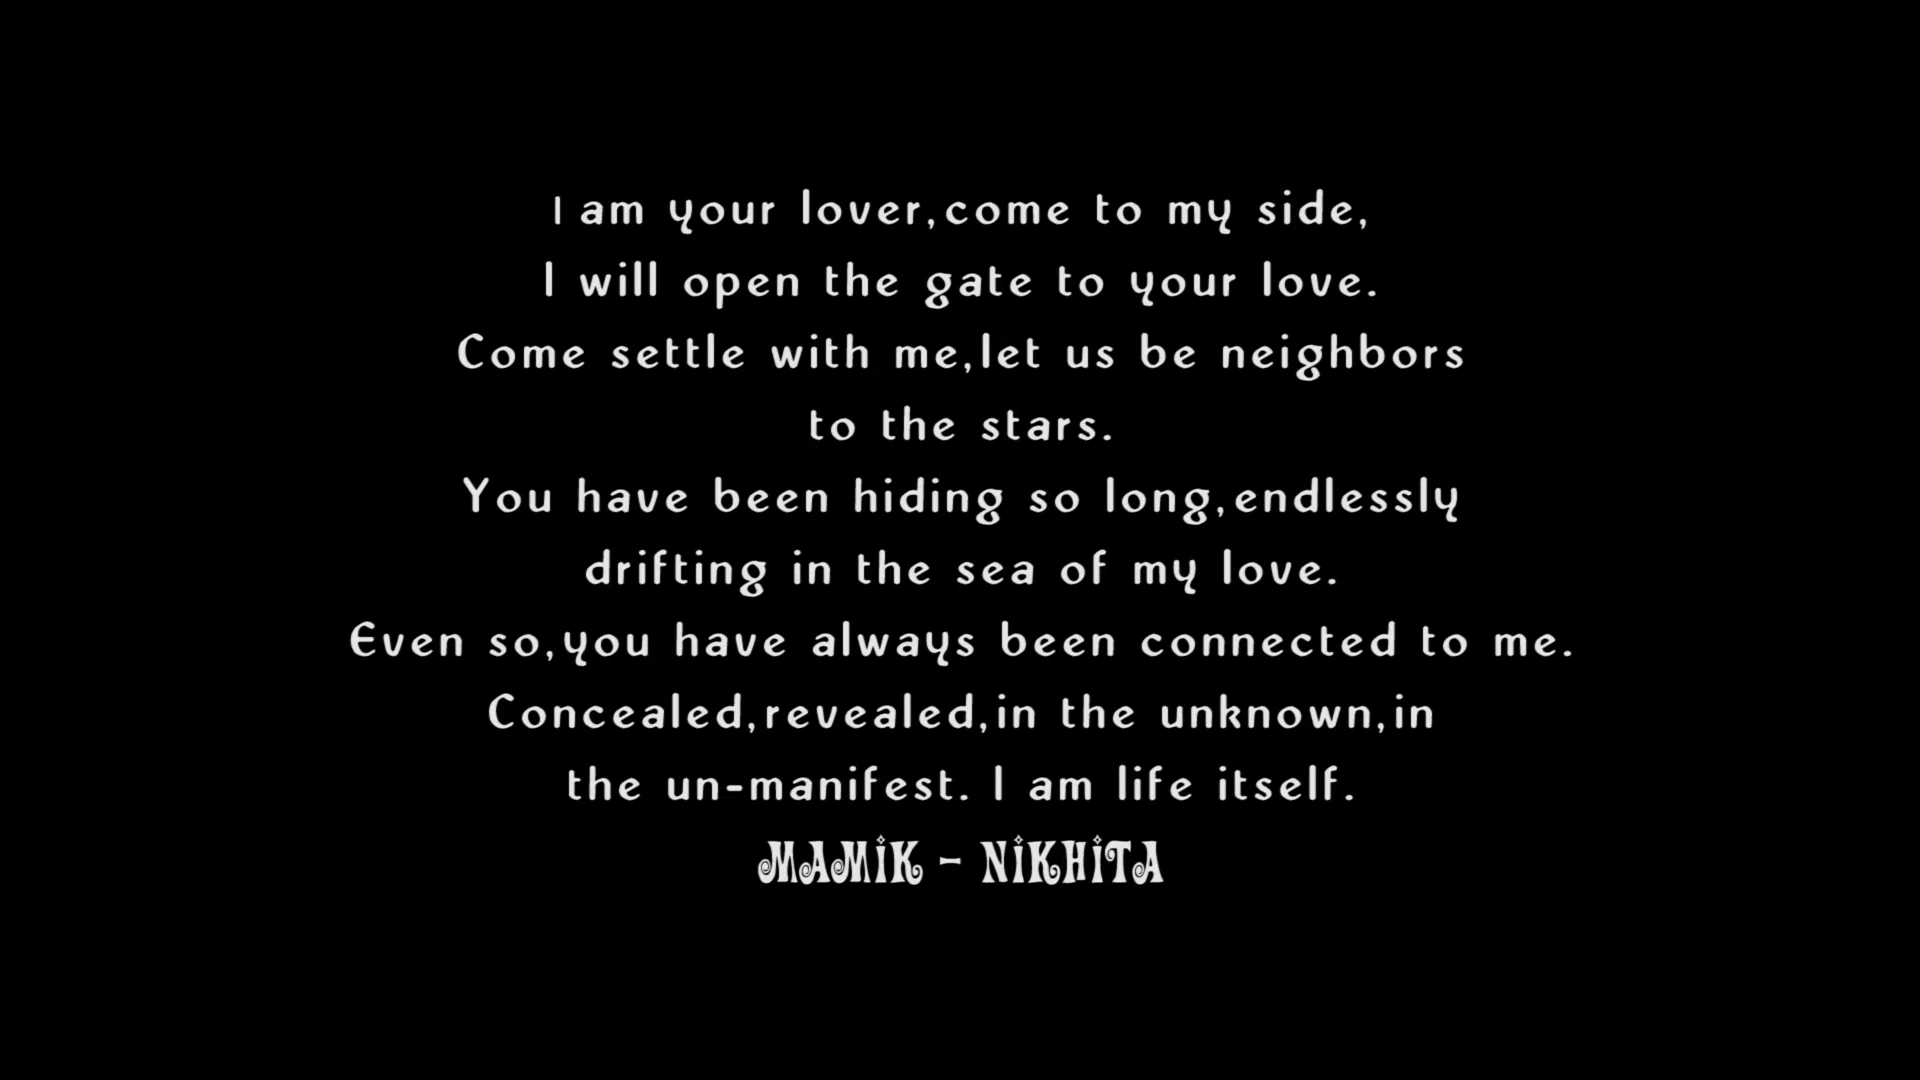 I am your lover,come to my side,
I will open the gate to your love.
Come settle with me,let us be neighbors
to the stars.
You have been hiding so long,endlessly
drifting in the sea of my love.
Even so,you have always been connected to me.
Concealed,revealed,in the unknown,in
the un-manifest. I am life itself.
MAMIK - NIKHITA